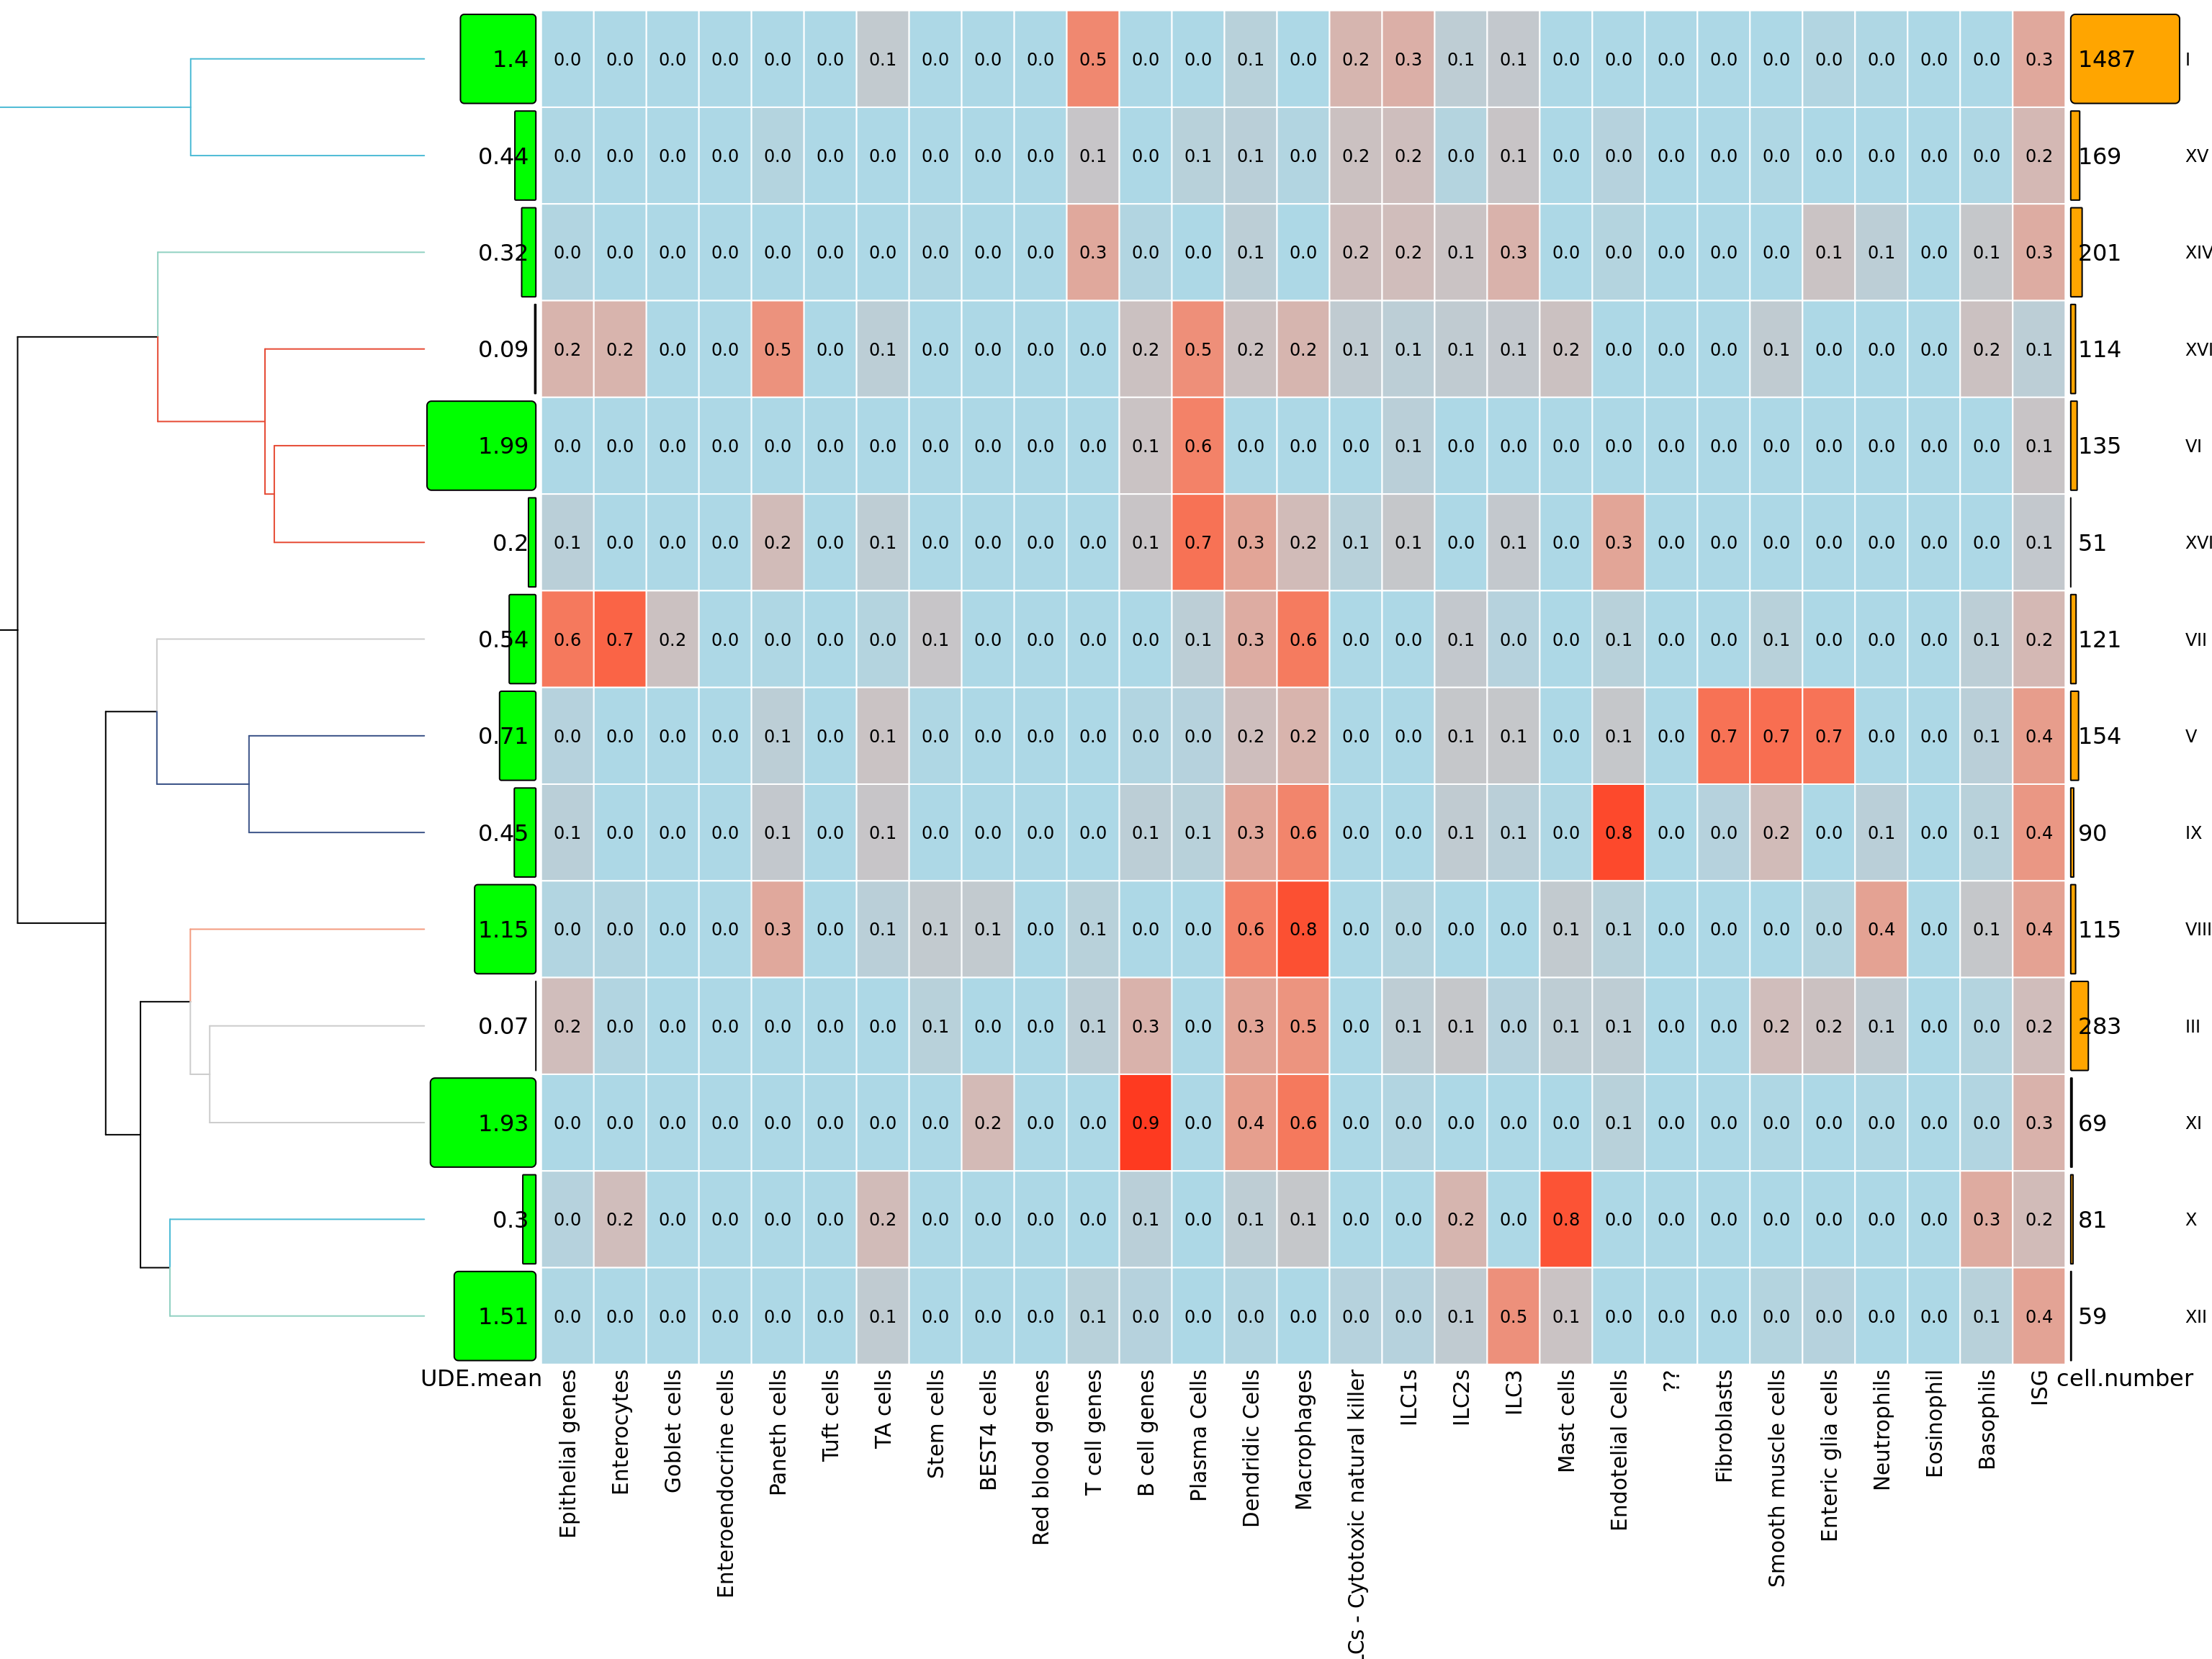 1.4 0.0 0.0 0.0 0.0 0.0 0.0 0.1 0.0 0.0 0.0 0.5 0.0 0.0 0.1 0.0 0.2 0.3 0.1 0.1 0.0 0.0 0.0 0.0 0.0 0.0 0.0 0.0 0.0 0.3 1487 I
0.44 0.0 0.0 0.0 0.0 0.0 0.0 0.0 0.0 0.0 0.0 0.1 0.0 0.1 0.1 0.0 0.2 0.2 0.0 0.1 0.0 0.0 0.0 0.0 0.0 0.0 0.0 0.0 0.0 0.2 169 XV
0.32 0.0 0.0 0.0 0.0 0.0 0.0 0.0 0.0 0.0 0.0 0.3 0.0 0.0 0.1 0.0 0.2 0.2 0.1 0.3 0.0 0.0 0.0 0.0 0.0 0.1 0.1 0.0 0.1 0.3 201 XIV
0.09 0.2 0.2 0.0 0.0 0.5 0.0 0.1 0.0 0.0 0.0 0.0 0.2 0.5 0.2 0.2 0.1 0.1 0.1 0.1 0.2 0.0 0.0 0.0 0.1 0.0 0.0 0.0 0.2 0.1 114 XVI
1.99 0.0 0.0 0.0 0.0 0.0 0.0 0.0 0.0 0.0 0.0 0.0 0.1 0.6 0.0 0.0 0.0 0.1 0.0 0.0 0.0 0.0 0.0 0.0 0.0 0.0 0.0 0.0 0.0 0.1 135 VI
0.2 0.1 0.0 0.0 0.0 0.2 0.0 0.1 0.0 0.0 0.0 0.0 0.1 0.7 0.3 0.2 0.1 0.1 0.0 0.1 0.0 0.3 0.0 0.0 0.0 0.0 0.0 0.0 0.0 0.1 51 XVI
0.54 0.6 0.7 0.2 0.0 0.0 0.0 0.0 0.1 0.0 0.0 0.0 0.0 0.1 0.3 0.6 0.0 0.0 0.1 0.0 0.0 0.1 0.0 0.0 0.1 0.0 0.0 0.0 0.1 0.2 121 VII
0.71 0.0 0.0 0.0 0.0 0.1 0.0 0.1 0.0 0.0 0.0 0.0 0.0 0.0 0.2 0.2 0.0 0.0 0.1 0.1 0.0 0.1 0.0 0.7 0.7 0.7 0.0 0.0 0.1 0.4 154 V
0.45 0.1 0.0 0.0 0.0 0.1 0.0 0.1 0.0 0.0 0.0 0.0 0.1 0.1 0.3 0.6 0.0 0.0 0.1 0.1 0.0 0.8 0.0 0.0 0.2 0.0 0.1 0.0 0.1 0.4 90 IX
1.15 0.0 0.0 0.0 0.0 0.3 0.0 0.1 0.1 0.1 0.0 0.1 0.0 0.0 0.6 0.8 0.0 0.0 0.0 0.0 0.1 0.1 0.0 0.0 0.0 0.0 0.4 0.0 0.1 0.4 115 VIII
0.07 0.2 0.0 0.0 0.0 0.0 0.0 0.0 0.1 0.0 0.0 0.1 0.3 0.0 0.3 0.5 0.0 0.1 0.1 0.0 0.1 0.1 0.0 0.0 0.2 0.2 0.1 0.0 0.0 0.2 283 III
1.93 0.0 0.0 0.0 0.0 0.0 0.0 0.0 0.0 0.2 0.0 0.0 0.9 0.0 0.4 0.6 0.0 0.0 0.0 0.0 0.0 0.1 0.0 0.0 0.0 0.0 0.0 0.0 0.0 0.3 69 XI
0.3 0.0 0.2 0.0 0.0 0.0 0.0 0.2 0.0 0.0 0.0 0.0 0.1 0.0 0.1 0.1 0.0 0.0 0.2 0.0 0.8 0.0 0.0 0.0 0.0 0.0 0.0 0.0 0.3 0.2 81 X
1.51 0.0 0.0 0.0 0.0 0.0 0.0 0.1 0.0 0.0 0.0 0.1 0.0 0.0 0.0 0.0 0.0 0.0 0.1 0.5 0.1 0.0 0.0 0.0 0.0 0.0 0.0 0.0 0.1 0.4 59 XII
UDE.mean
Epithelial genes
Enterocytes
Goblet cells
Enteroendocrine cells
Paneth cells
Tuft cells
TA cells
Stem cells
BEST4 cells
Red blood genes
T cell genes
B cell genes
Plasma Cells
Dendridic Cells
Macrophages
Cs - Cytotoxic natural killer
ILC1s
ILC2s
ILC3
Mast cells
Endotelial Cells
??
Fibroblasts
Smooth muscle cells
Enteric glia cells
Neutrophils
Eosinophil
Basophils
ISG
cell.number